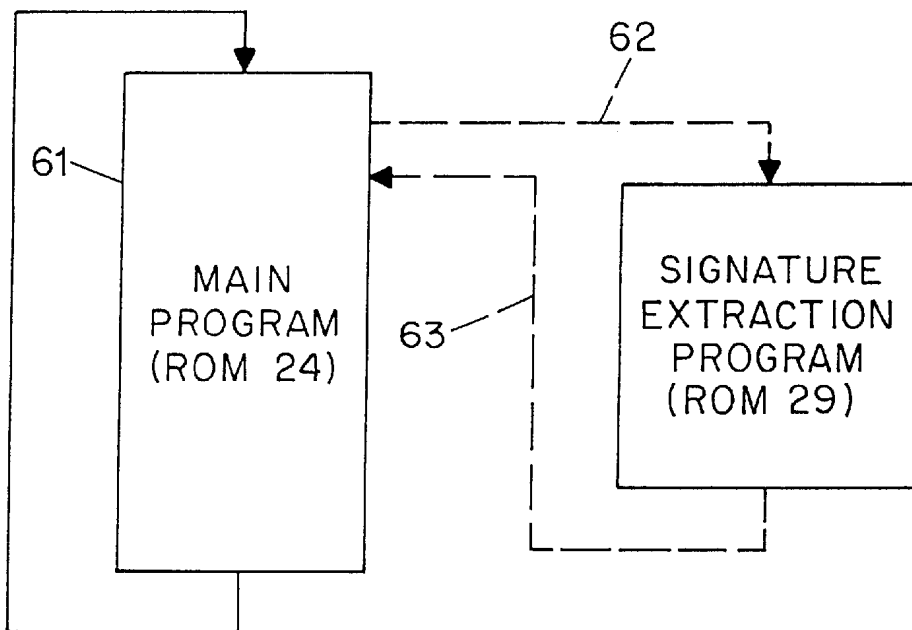 62
61
MAIN
PROGRAM
(ROM 24)
SIGNATURE
EXTRACTION
PROGRAM
(ROM 29)
63